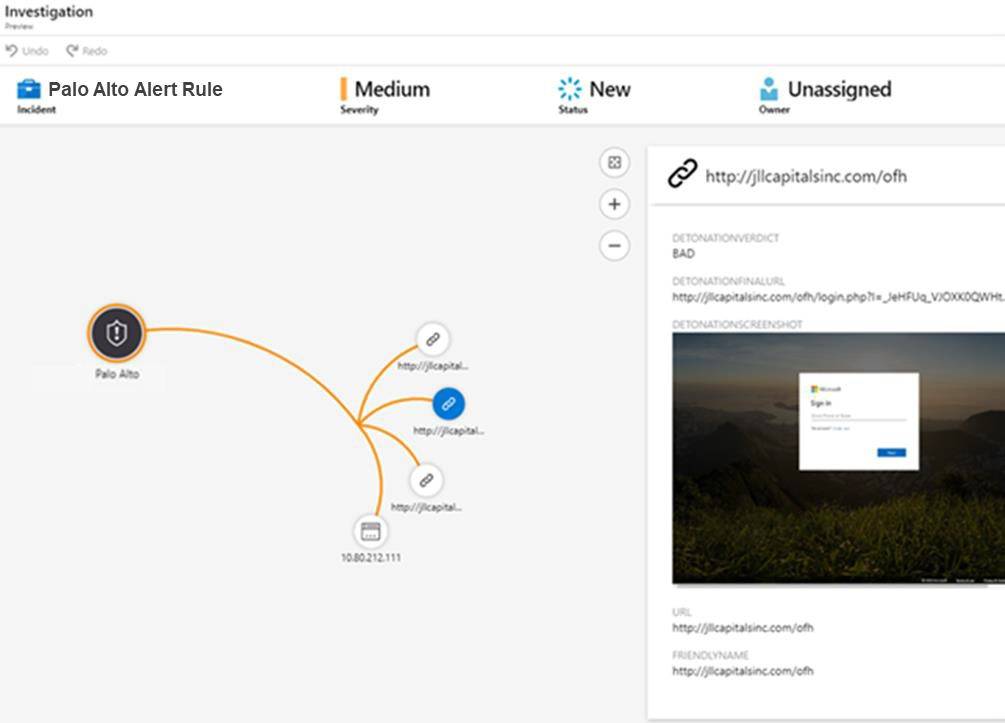 Investigation
Preview
Undo Redo
Palo Alto Alert Rule
Incident
Medium
Severity
New
Status
Unassigned
Owner
http://jllcapitalsinc.com/ofh
DETONATIONVERDICT
BAD
DETONATIONFINALURL
http://jllcapitalsinc.com/ofh/login.php?l=_JeHFUq_VJOXK0QWHt...
DETONATIONSCREENSHOT
Microsoft
Sign in
Palo Alto
http://jllcapital...
http://jllcapital...
http://jllcapital...
10.80.212.111
URL
http://jllcapitalsinc.com/ofh
FRIENDLYNAME
http://jllcapitalsinc.com/ofh